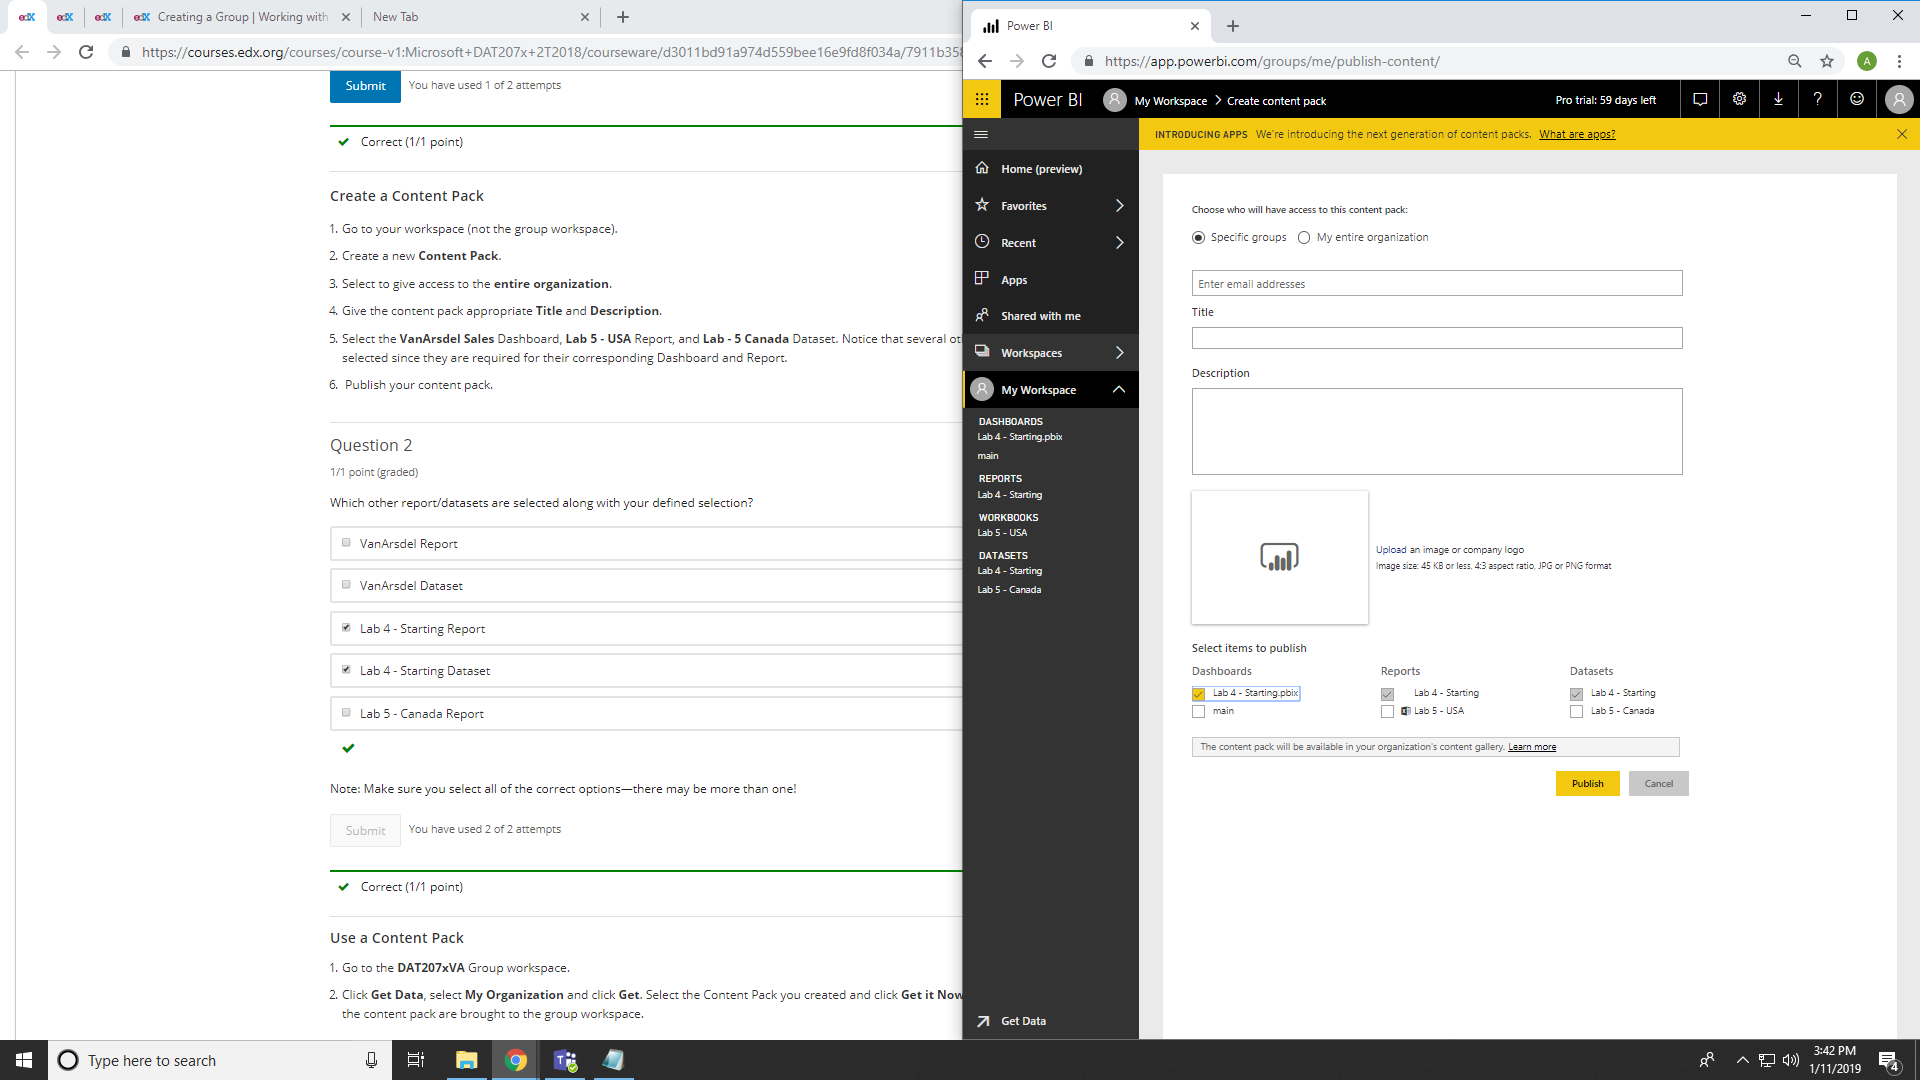 edX
edX
edX
edX Creating a Group | Working with
New Tab
https://courses.edx.org/courses/course-v1:Microsoft+DAT207x+2T2018/courseware/d3011bd91a974d559bee16e9fd8f034a/7911b358
Submit
You have used 1 of 2 attempts
Correct (1/1 point)
Create a Content Pack
1. Go to your workspace (not the group workspace).
2. Create a new Content Pack.
3. Select to give access to the entire organization.
4. Give the content pack appropriate Title and Description.
5. Select the VanArsdel Sales Dashboard, Lab 5 - USA Report, and Lab - 5 Canada Dataset. Notice that several ot
selected since they are required for their corresponding Dashboard and Report.
6. Publish your content pack.
Question 2
1/1 point (graded)
Which other report/datasets are selected along with your defined selection?
VanArsdel Report
VanArsdel Dataset
Lab 4 - Starting Report
Lab 4 - Starting Dataset
Lab 5 - Canada Report
Note: Make sure you select all of the correct options—there may be more than one!
Submit
You have used 2 of 2 attempts
Correct (1/1 point)
Use a Content Pack
1. Go to the DAT207xVA Group workspace.
2. Click Get Data, select My Organization and click Get. Select the Content Pack you created and click Get it Now
the content pack are brought to the group workspace.
Power BI
https://app.powerbi.com/groups/me/publish-content/
A
Power BI
My Workspace > Create content pack
Pro trial: 59 days left
?
INTRODUCING APPS We're introducing the next generation of content packs. What are apps?
Home (preview)
Favorites
Recent
Apps
Shared with me
Workspaces
My Workspace
DASHBOARDS
Lab 4 - Starting.pbix
main
REPORTS
Lab 4 - Starting
WORKBOOKS
Lab 5 - USA
DATASETS
Lab 4 - Starting
Lab 5 - Canada
Get Data
Choose who will have access to this content pack:
Specific groups
My entire organization
Enter email addresses
Title
Description
Upload an image or company logo
Image size: 45 KB or less, 4:3 aspect ratio, JPG or PNG format
Select items to publish
Dashboards
Reports
Datasets
Lab 4 - Starting.pbix
Lab 4 - Starting
Lab 4 - Starting
main
Lab 5 - USA
Lab 5 - Canada
The content pack will be available in your organization's content gallery. Learn more
Publish
Cancel
Type here to search
3:42 PM
1/11/2019
4